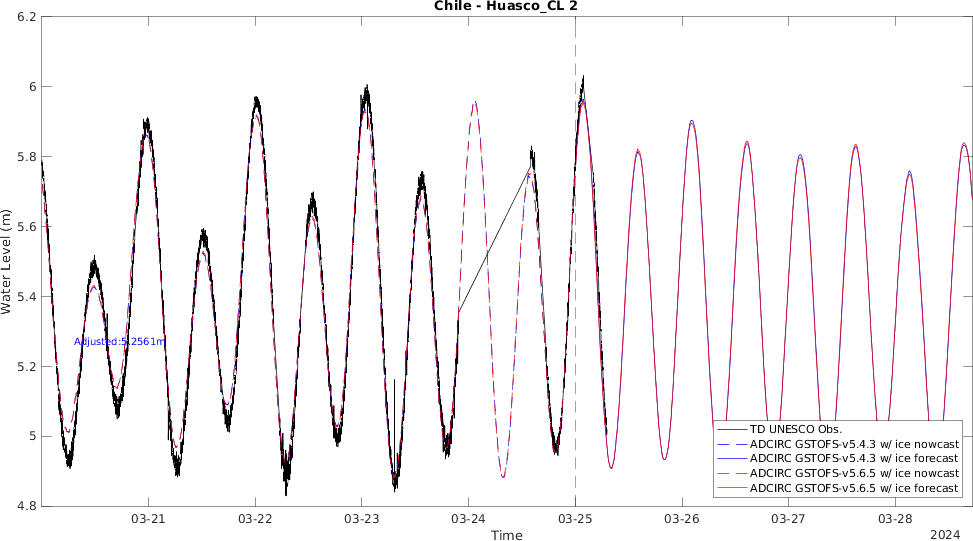 Chile - Huasco_CL 2
Water Level (m)
6.2
6
5.8
5.6
5.4
5.2
5
4.8
Adjusted:5.2561m
TD UNESCO Obs.
ADCIRC GSTOFS-v5.4.3 w/ ice nowcast
ADCIRC GSTOFS-v5.4.3 w/ ice forecast
ADCIRC GSTOFS-v5.6.5 w/ ice nowcast
ADCIRC GSTOFS-v5.6.5 w/ ice forecast
03-21 03-22 03-23 03-24 03-25 03-26 03-27 03-28
Time
2024